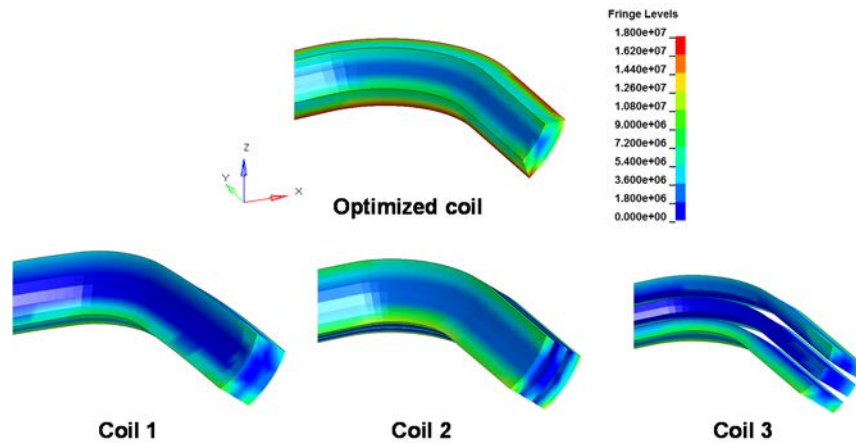 Fringe Levels
1.800e+07
1.620e+07
1.440e+07
1.260e+07
1.080e+07
9.000e+06
7.200e+06
5.400e+06
3.600e+06
1.800e+06
0.000e+00
Z
Y
X
Optimized coil
Coil 1
Coil 2
Coil 3